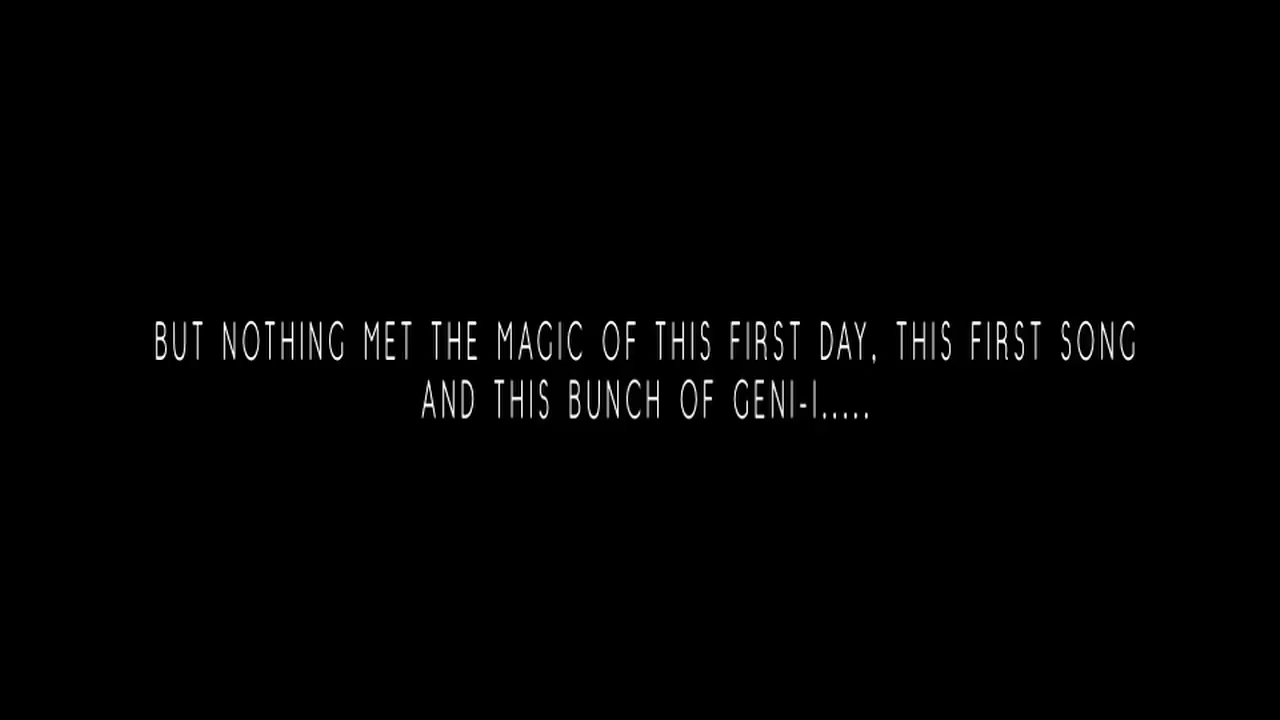 BUT NOTHING MET THE MAGIC OF THIS FIRST DAY, THIS FIRST SONG
AND THIS BUNCH OF GENI-I.....